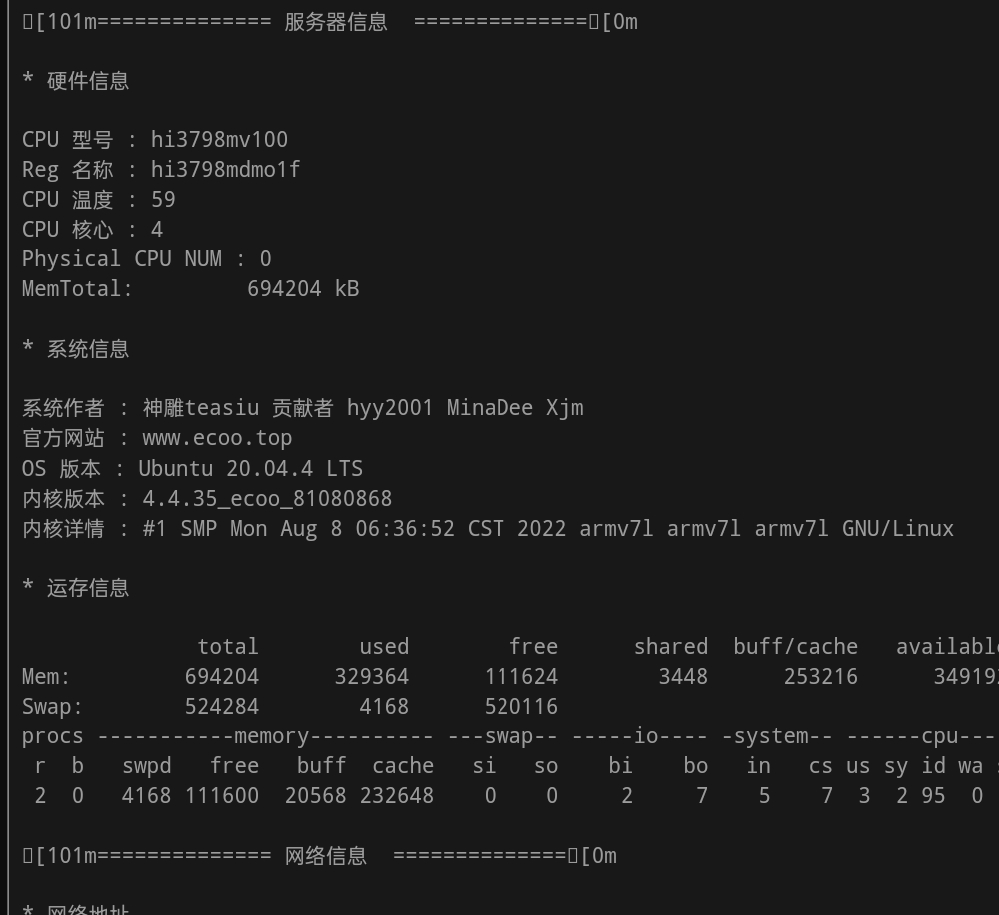 ▯[101m============== 服务器信息  ==============▯[0m
* 硬件信息
CPU 型号 : hi3798mv100
Reg 名称 : hi3798mdmo1f
CPU 温度 : 59
CPU 核心 : 4
Physical CPU NUM : 0
MemTotal:         694204 kB
* 系统信息
系统作者 : 神雕teasiu 贡献者 hyy2001 MinaDee Xjm
官方网站 : www.ecoo.top
OS 版本 : Ubuntu 20.04.4 LTS
内核版本 : 4.4.35_ecoo_81080868
内核详情 : #1 SMP Mon Aug 8 06:36:52 CST 2022 armv7l armv7l armv7l GNU/Linux
* 运存信息
              total        used        free      shared  buff/cache   available
Mem:         694204      329364      111624        3448      253216      34919
Swap:        524284        4168      520116
procs -----------memory---------- ---swap-- -----io---- -system-- ------cpu---
 r  b   swpd   free   buff  cache   si   so    bi    bo   in   cs us sy id wa
 2  0   4168 111600  20568 232648    0    0     2     7    5    7  3  2 95  0
▯[101m============== 网络信息  ==============▯[0m
* 网络地址